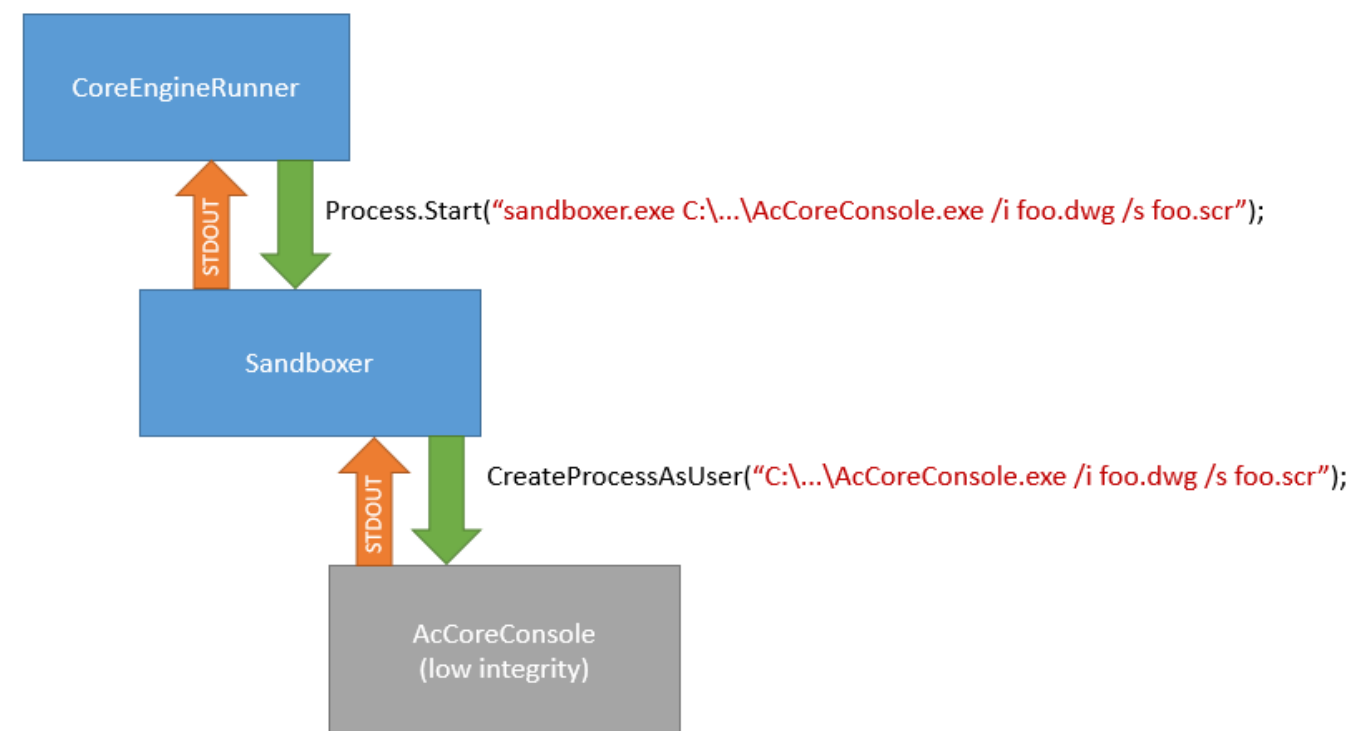 CoreEngineRunner
STDOUT
Process.Start(“sandboxer.exe C:\...\AcCoreConsole.exe /i foo.dwg /s foo.scr”);
Sandboxer
STDOUT
CreateProcessAsUser(“C:\...\AcCoreConsole.exe /i foo.dwg /s foo.scr”);
AcCoreConsole
(low integrity)